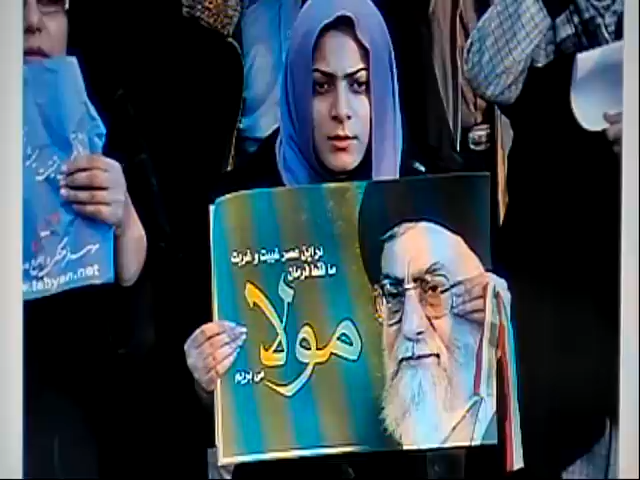 در این عصر غیبت و غربت
ما فقط فرمان
مولا
می بریم
www.tebyan.net